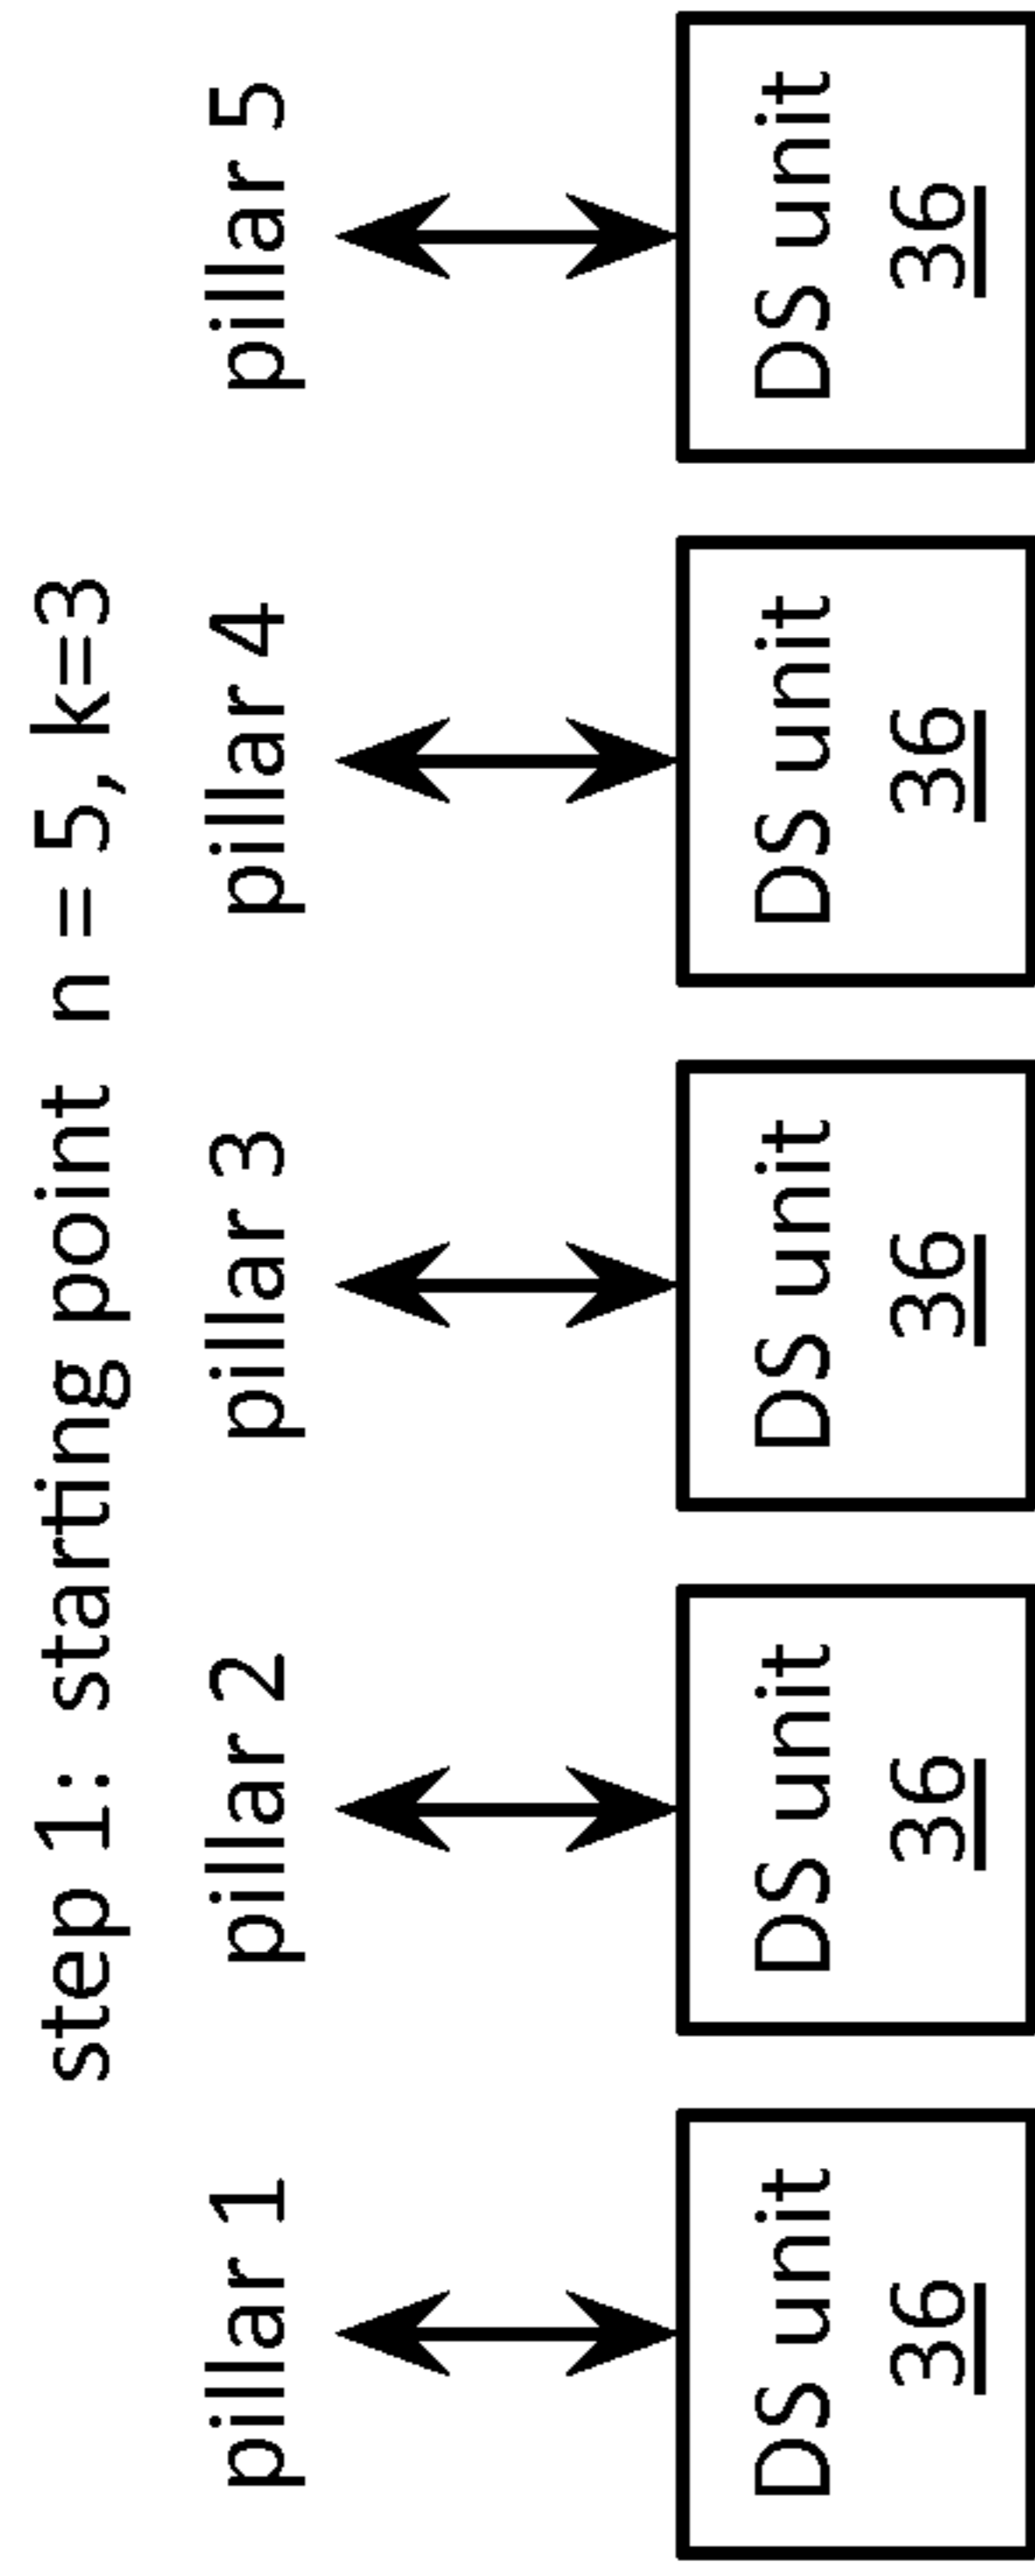 step 1: starting point n = 5, k=3
pillar 1 pillar 2 pillar 3 pillar 4 pillar 5
DS unit DS unit DS unit DS unit DS unit
36 36 36 36 36